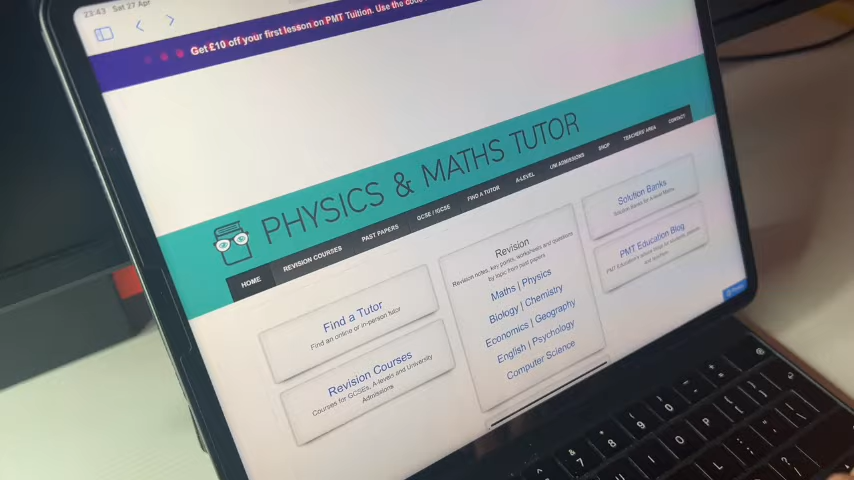 23:43 Sat 27 Apr
Get £10 off your first lesson on PMT Tuition. Use the code
PHYSICS & MATHS TUTOR
HOME
REVISION COURSES
PAST PAPERS
GCSE / IGCSE
FIND A TUTOR
A-LEVEL
UNI ADMISSIONS
SHOP
TEACHERS' AREA
CONTACT
Find a Tutor
Find an online or in-person tutor
Revision Courses
Courses for GCSEs, A-levels and University
Admissions
Revision
Revision notes, key points, worksheets and questions
by topic from past papers
Maths | Physics
Biology | Chemistry
Economics | Geography
English | Psychology
Computer Science
Solution Banks
Solution Banks for A-level Maths
PMT Education Blog
PMT Education's advice blogs for students, parents
and teachers
7
8
9
0
U
I
O
P
L